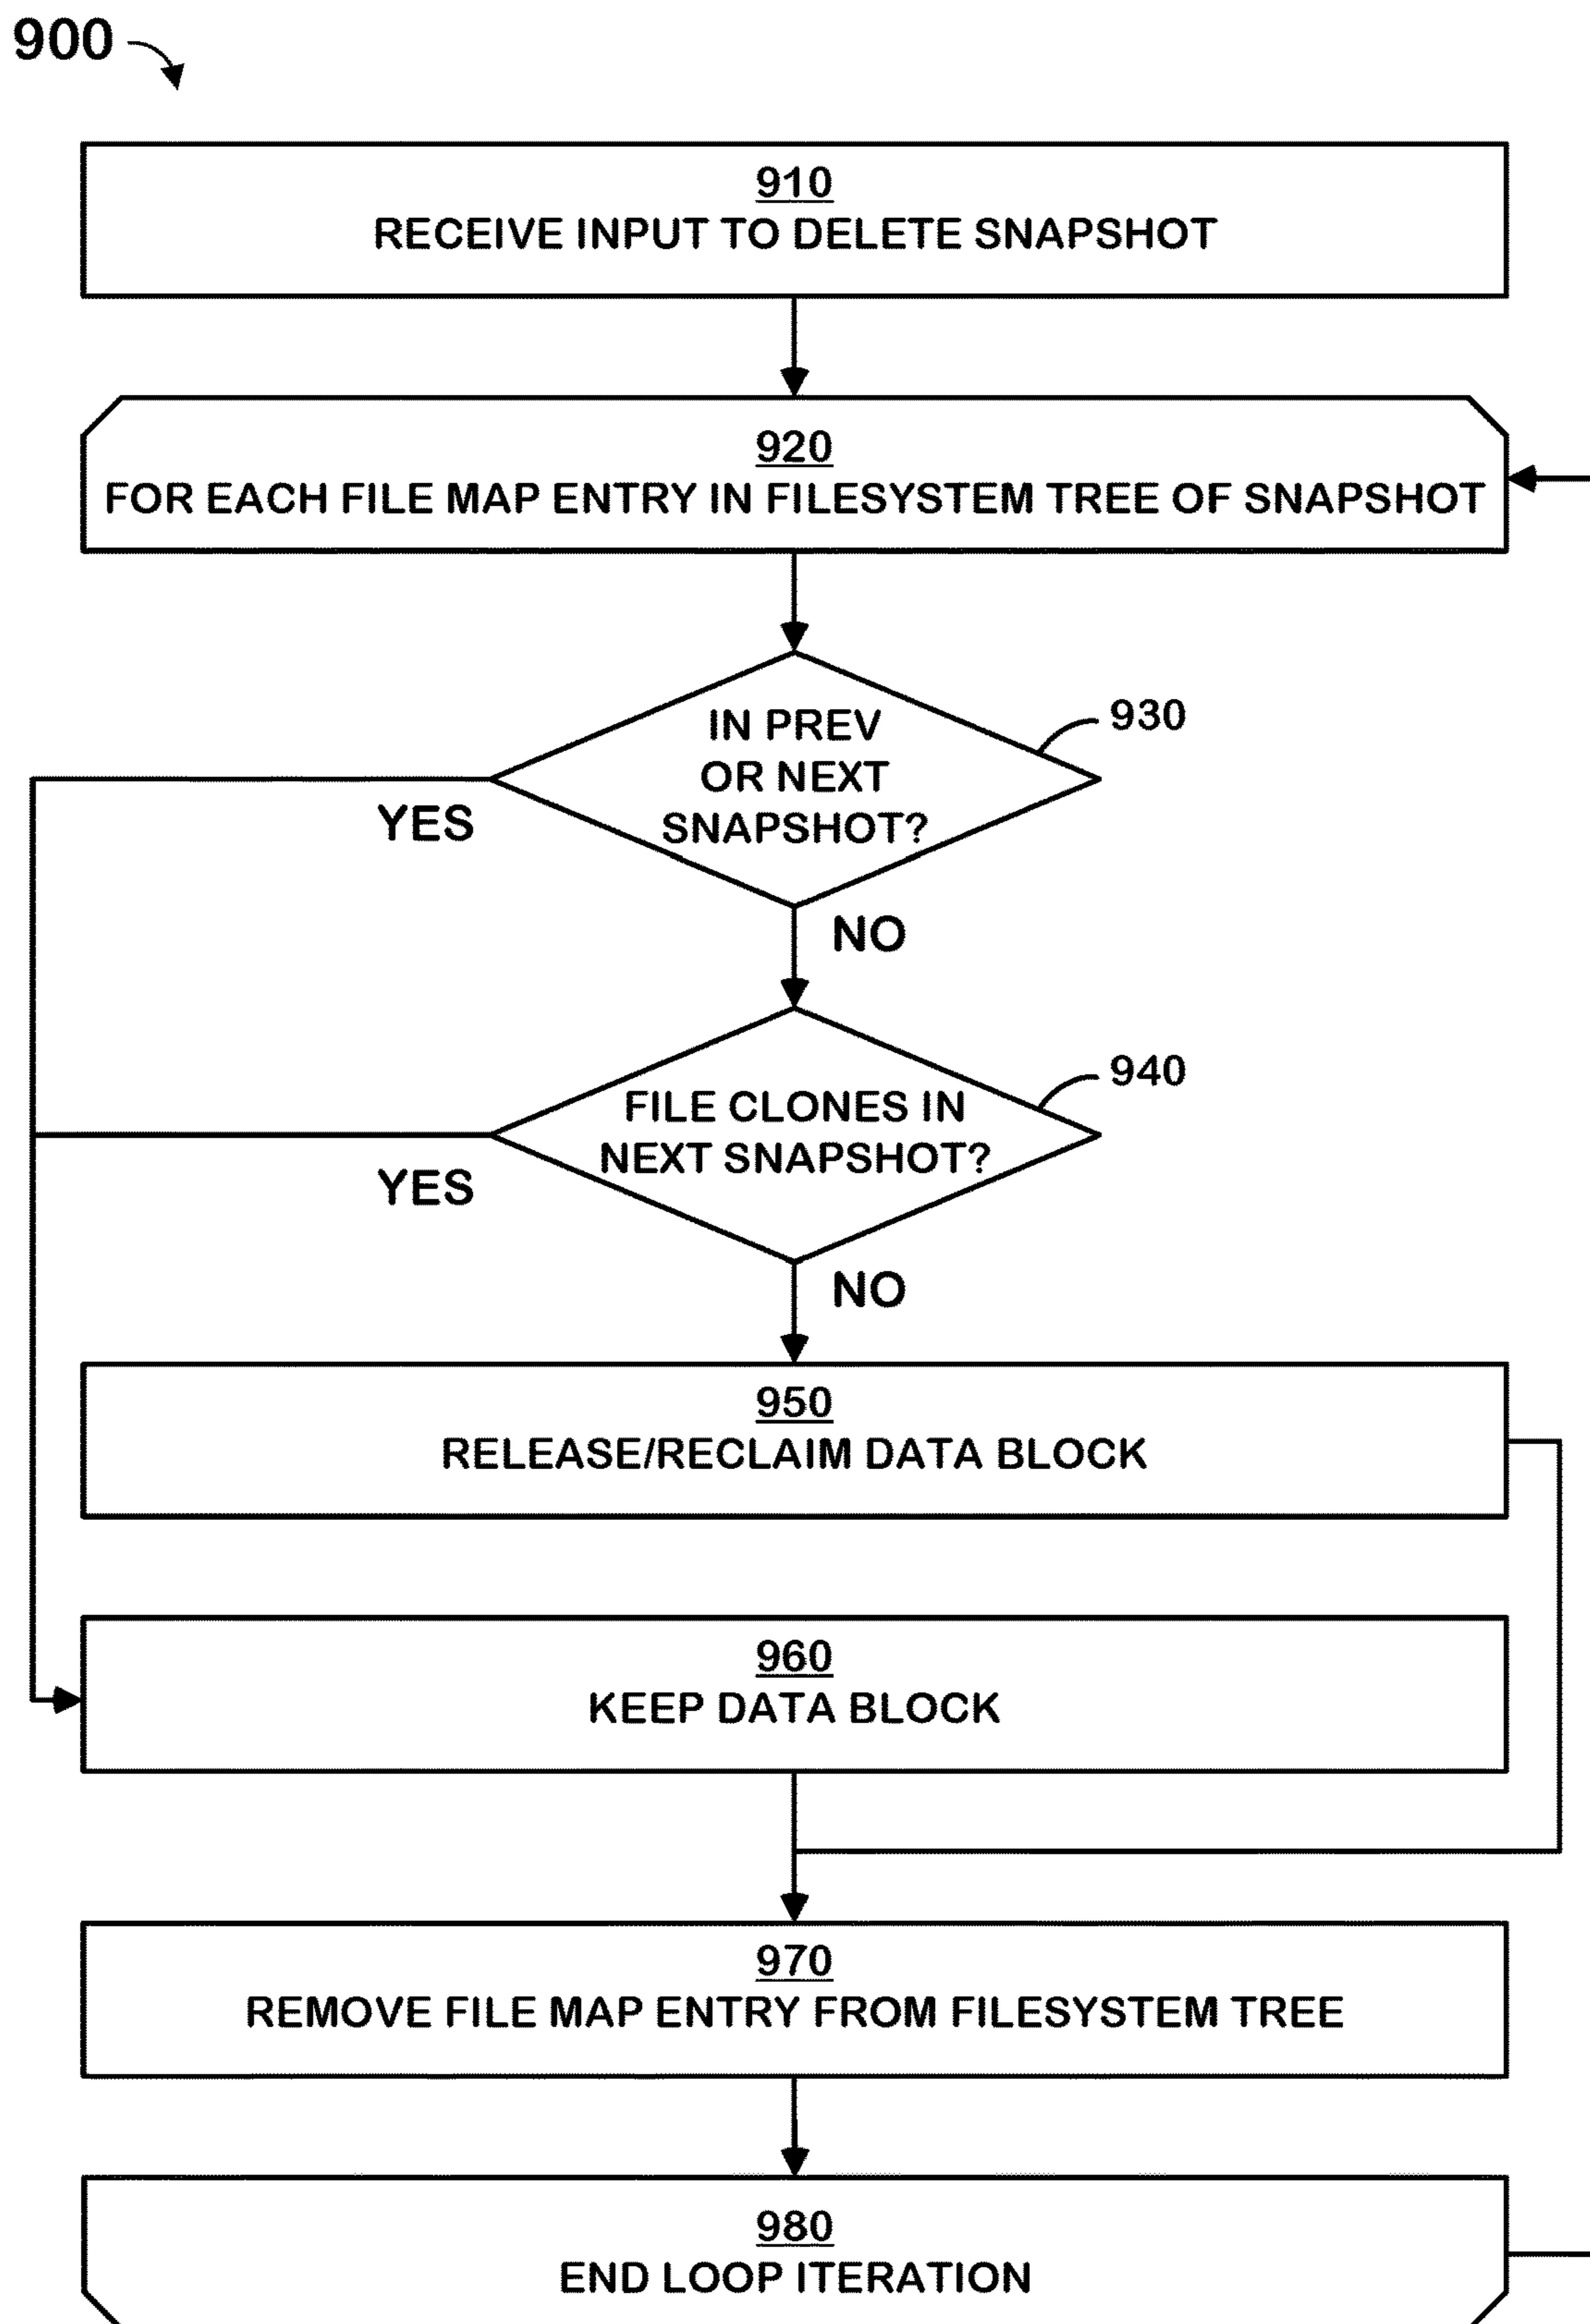 900
910
RECEIVE INPUT TO DELETE SNAPSHOT
920
FOR EACH FILE MAP ENTRY IN FILESYSTEM TREE OF SNAPSHOT
930
IN PREV
OR NEXT
SNAPSHOT?
YES
NO
940
FILE CLONES IN
NEXT SNAPSHOT?
YES
NO
950
RELEASE/RECLAIM DATA BLOCK
960
KEEP DATA BLOCK
970
REMOVE FILE MAP ENTRY FROM FILESYSTEM TREE
980
END LOOP ITERATION